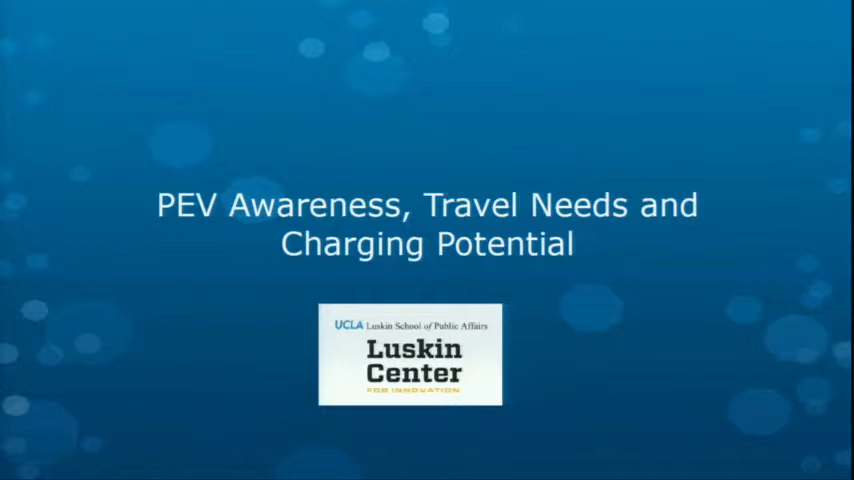 PEV Awareness, Travel Needs and
Charging Potential
UCLA Luskin School of Public Affairs
Luskin
Center
FOR INNOVATION